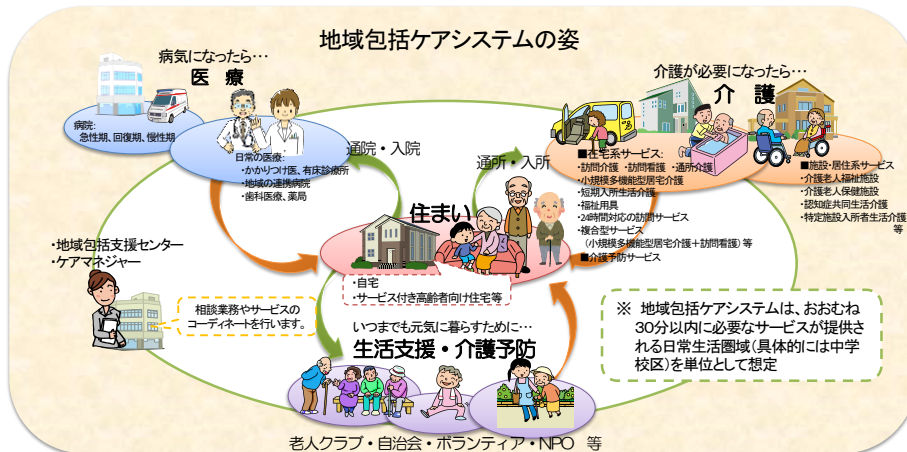 地域包括ケアシステムの姿
病気になったら…
医 療
病院:
急性期、回復期、慢性期
日常の医療:
・かかりつけ医、有床診療所
・地域の連携病院
・歯科医療、薬局
通院・入院
通所・入所
介護が必要になったら…
介 護
■在宅系サービス:
・訪問介護 ・訪問看護 ・通所介護
・小規模多機能型居宅介護
・短期入所生活介護
・福祉用具
・24時間対応の訪問サービス
・複合型サービス
(小規模多機能型居宅介護+訪問看護)等
■介護予防サービス
■施設・居住系サービス
・介護老人福祉施設
・介護老人保健施設
・認知症共同生活介護
・特定施設入所者生活介護
等
住まい
・自宅
・サービス付き高齢者向け住宅等
・地域包括支援センター
・ケアマネジャー
相談業務やサービスの
コーディネートを行います。
いつまでも元気に暮らすために…
生活支援・介護予防
老人クラブ・自治会・ボランティア・NPO 等
※ 地域包括ケアシステムは、おおむね
30分以内に必要なサービスが提供さ
れる日常生活圏域(具体的には中学
校区)を単位として想定